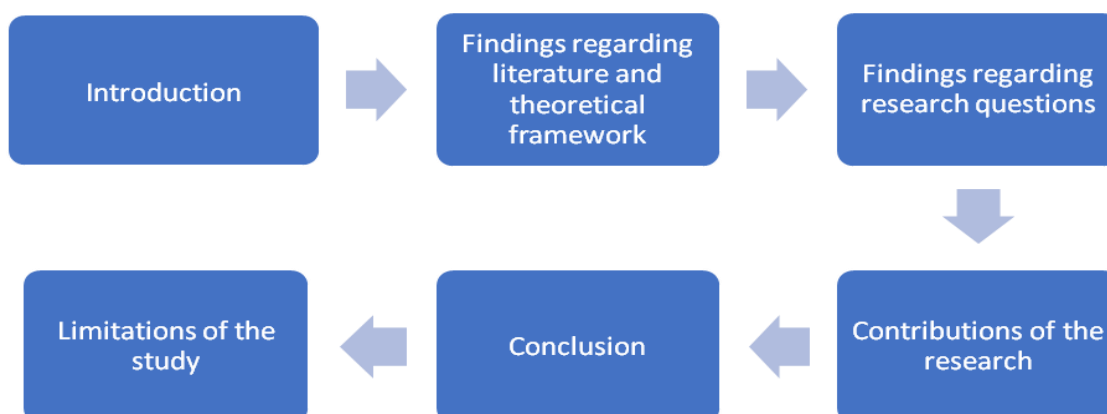 Introduction
Findings regarding
literature and
theoretical
framework
Findings regarding
research questions
Contributions of the
research
Conclusion
Limitations of the
study